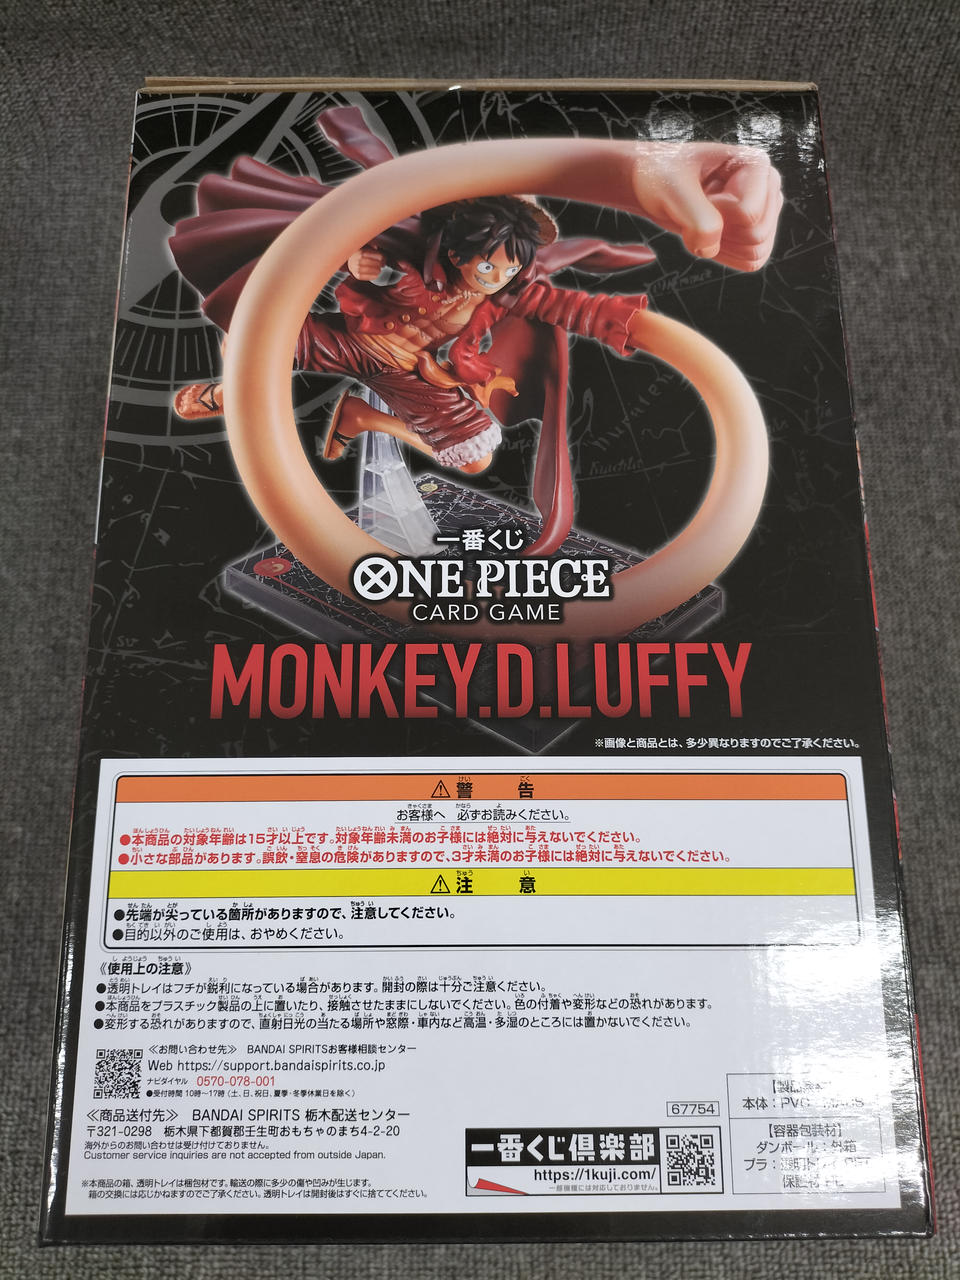 一番くじ
ONE PIECE
CARD GAME
MONKEY.D.LUFFY
※画像と商品とは、多少異なりますのでご了承ください。
⚠警告
お客様へ 必ずお読みください。
●本商品の対象年齢は15才以上です。対象年齢未満のお子様には絶対に与えないでください。
●小さな部品があります。誤飲・窒息の危険がありますので、3才未満のお子様には絶対に与えないでください。
⚠注意
●先端が尖っている箇所がありますので、注意してください。
●目的以外のご使用は、おやめください。
《使用上の注意》
●透明トレイはフチが鋭利になっている場合があります。開封の際は十分ご注意ください。
●本商品をプラスチック製品の上に置いたり、接触させたままにしないでください。色の付着や変形などの恐れがあります。
●変形する恐れがありますので、直射日光の当たる場所や窓際・車内など高温・多湿のところには置かないでください。
≪お問い合わせ先≫ BANDAI SPIRITSお客様相談センター
Web https://support.bandaispirits.co.jp
ナビダイヤル 0570-078-001
●受付時間 10時〜17時(土、日、祝日、夏季・冬季休業日を除く)
≪商品送付先≫ BANDAI SPIRITS 栃木配送センター
〒321-0298 栃木県下都賀郡壬生町おもちゃのまち4-2-20
海外からのお問い合わせは受け付けておりません。
Customer service inquiries are not accepted from outside Japan.
※本商品の箱、透明トレイは梱包材です。輸送の際に多少の傷や凹みが生じます。
箱の交換には応じかねますのでご了承ください。透明トレイは開封後はすぐに捨ててください。
67754
一番くじ倶楽部
https://1kuji.com/
一部機種には対応しておりません。
本体:PVC
【容器包装材】
ダンボール:外箱
プラ:透明トレイ